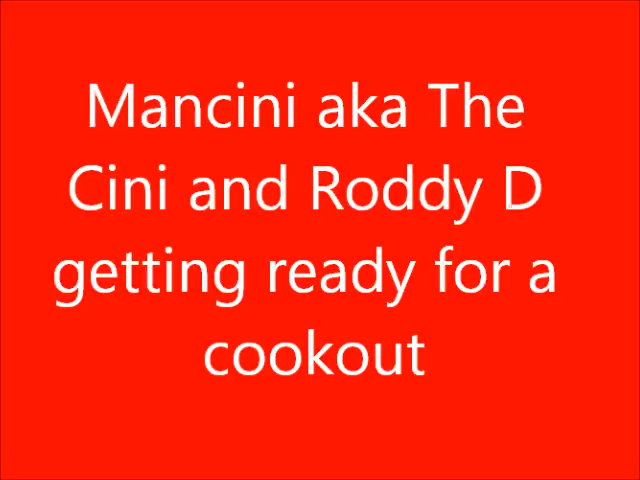 Mancini aka The
Cini and Roddy D
getting ready for a
cookout